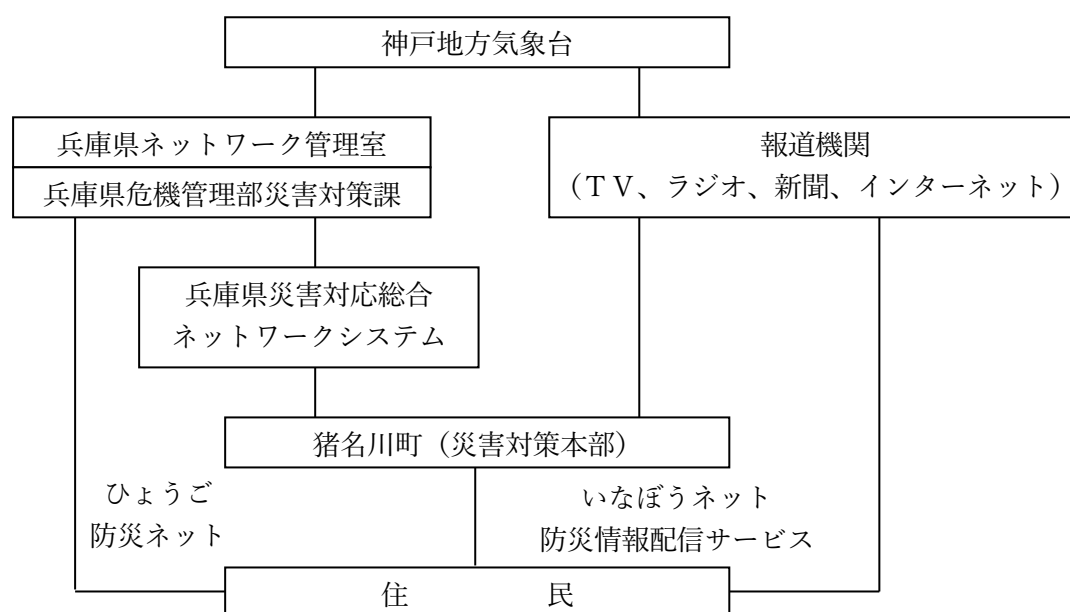 神戸地方気象台
兵庫県ネットワーク管理室
兵庫県危機管理部災害対策課
報道機関
（ＴＶ、ラジオ、新聞、インターネット）
兵庫県災害対応総合
ネットワークシステム
猪名川町（災害対策本部）
ひょうご
防災ネット
いなぼうネット
防災情報配信サービス
住　　　　　民